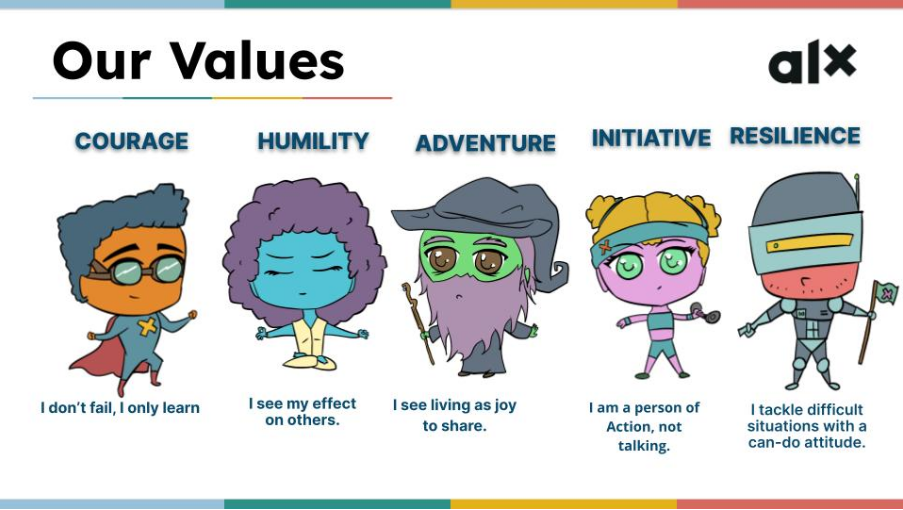 Our Values
alx
COURAGE
HUMILITY
ADVENTURE
INITIATIVE
RESILIENCE
I don't fail, I only learn
I see my effect
on others.
I see living as joy
to share.
I am a person of
Action, not
talking.
I tackle difficult
situations with a
can-do attitude.